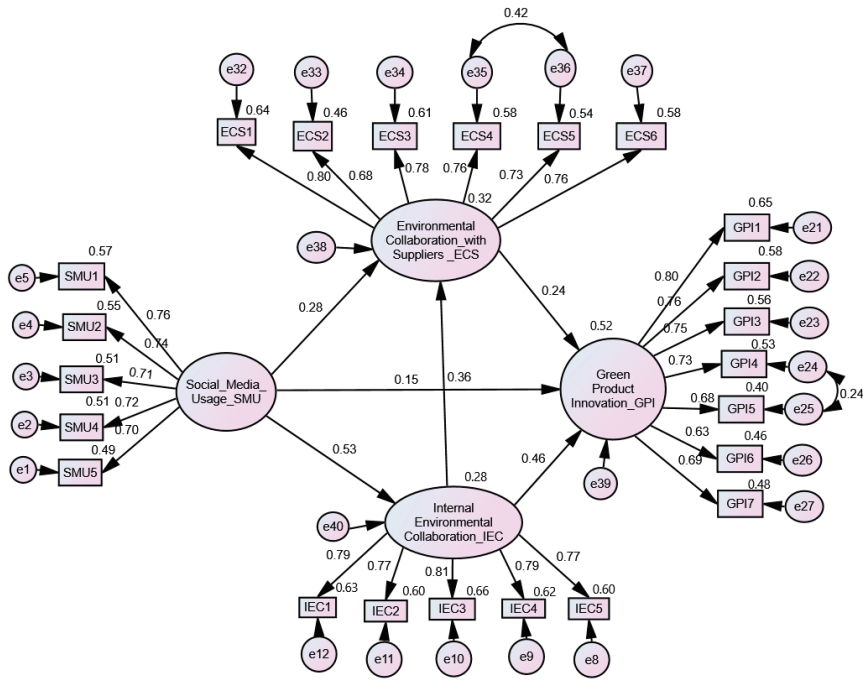 0.42
e32
e33
e34
e35
e36
e37
0.64
0.46
0.61
0.58
0.54
0.58
ECS1
ECS2
ECS3
ECS4
ECS5
ECS6
0.80
0.68
0.78
0.76
0.73
0.76
0.32
Environmental
Collaboration_with
Suppliers _ECS
e38
0.65
GPI1
e21
0.58
GPI2
e22
0.56
GPI3
e23
0.53
GPI4
e24
0.40
GPI5
e25
0.24
0.46
GPI6
e26
0.48
GPI7
e27
0.80
0.76
0.75
0.73
0.68
0.63
0.69
0.57
e5
SMU1
0.55
e4
SMU2
0.51
e3
SMU3
0.51
e2
SMU4
0.49
e1
SMU5
0.76
0.74
0.71
0.72
0.70
Social_Media_
Usage_SMU
0.28
0.24
0.15
0.36
0.53
0.46
0.52
Green
Product
Innovation_GPI
e39
0.28
Internal
Environmental
Collaboration_IEC
e40
0.79
0.77
0.81
0.79
0.77
0.63
0.60
0.66
0.62
0.60
IEC1
IEC2
IEC3
IEC4
IEC5
e12
e11
e10
e9
e8